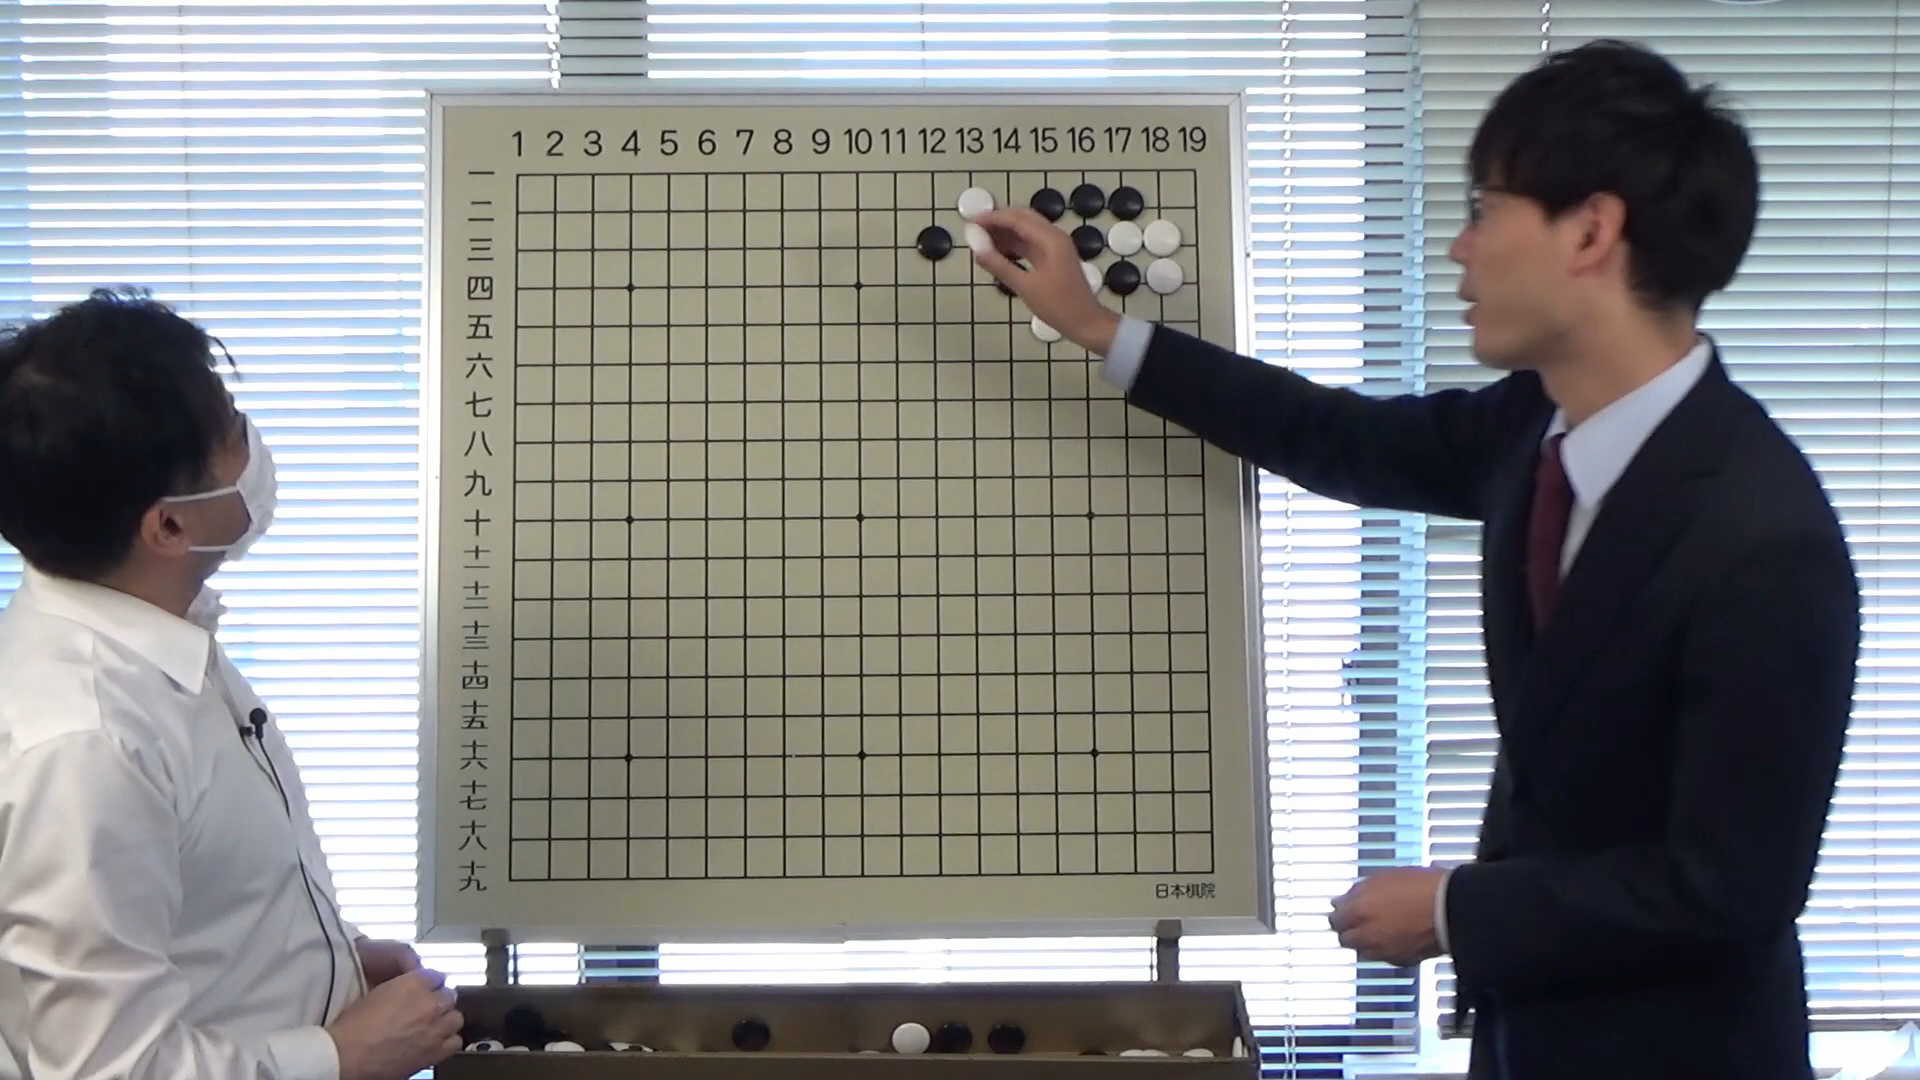 1 2 3 4 5 6 7 8 9 10 11 12 13 14 15 16 17 18 19
一
二
三
四
五
六
七
八
九
十
十一
十二
十三
十四
十五
十六
十七
十八
十九
日本棋院